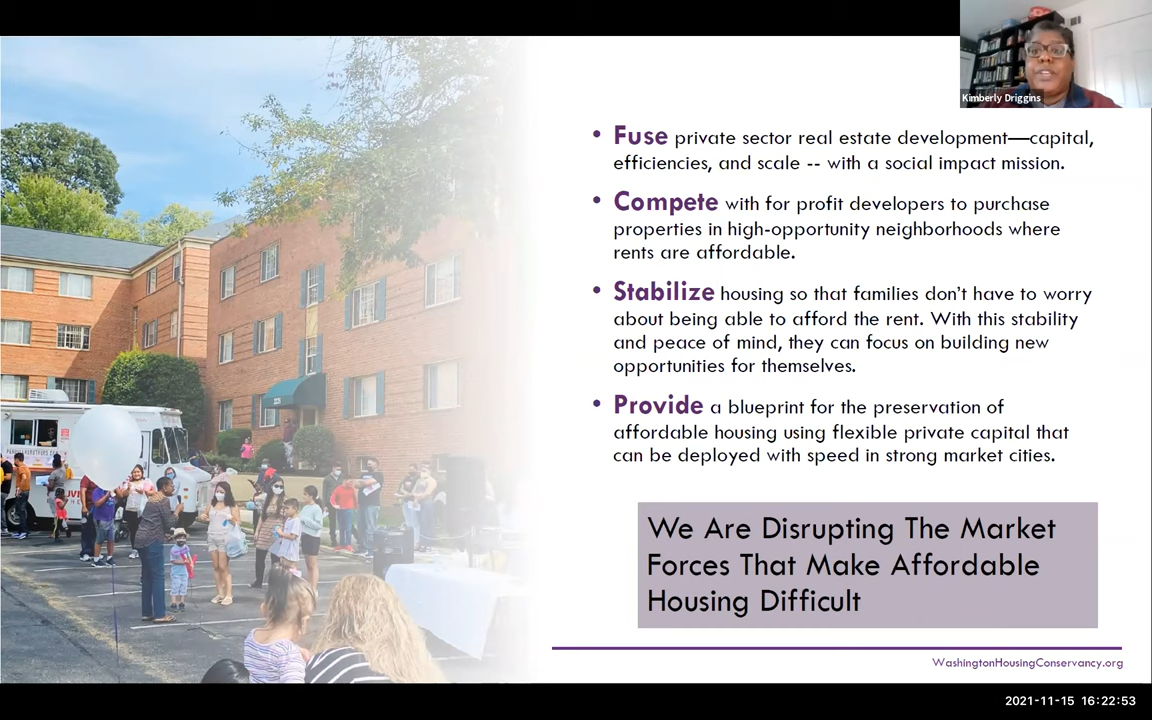 Kimberly Driggins
• Fuse private sector real estate development—capital,
efficiencies, and scale -- with a social impact mission.
• Compete with for profit developers to purchase
properties in high-opportunity neighborhoods where
rents are affordable.
• Stabilize housing so that families don't have to worry
about being able to afford the rent. With this stability
and peace of mind, they can focus on building new
opportunities for themselves.
• Provide a blueprint for the preservation of
affordable housing using flexible private capital that
can be deployed with speed in strong market cities.
We Are Disrupting The Market
Forces That Make Affordable
Housing Difficult
WashingtonHousingConservancy.org
2021-11-15 16:22:53